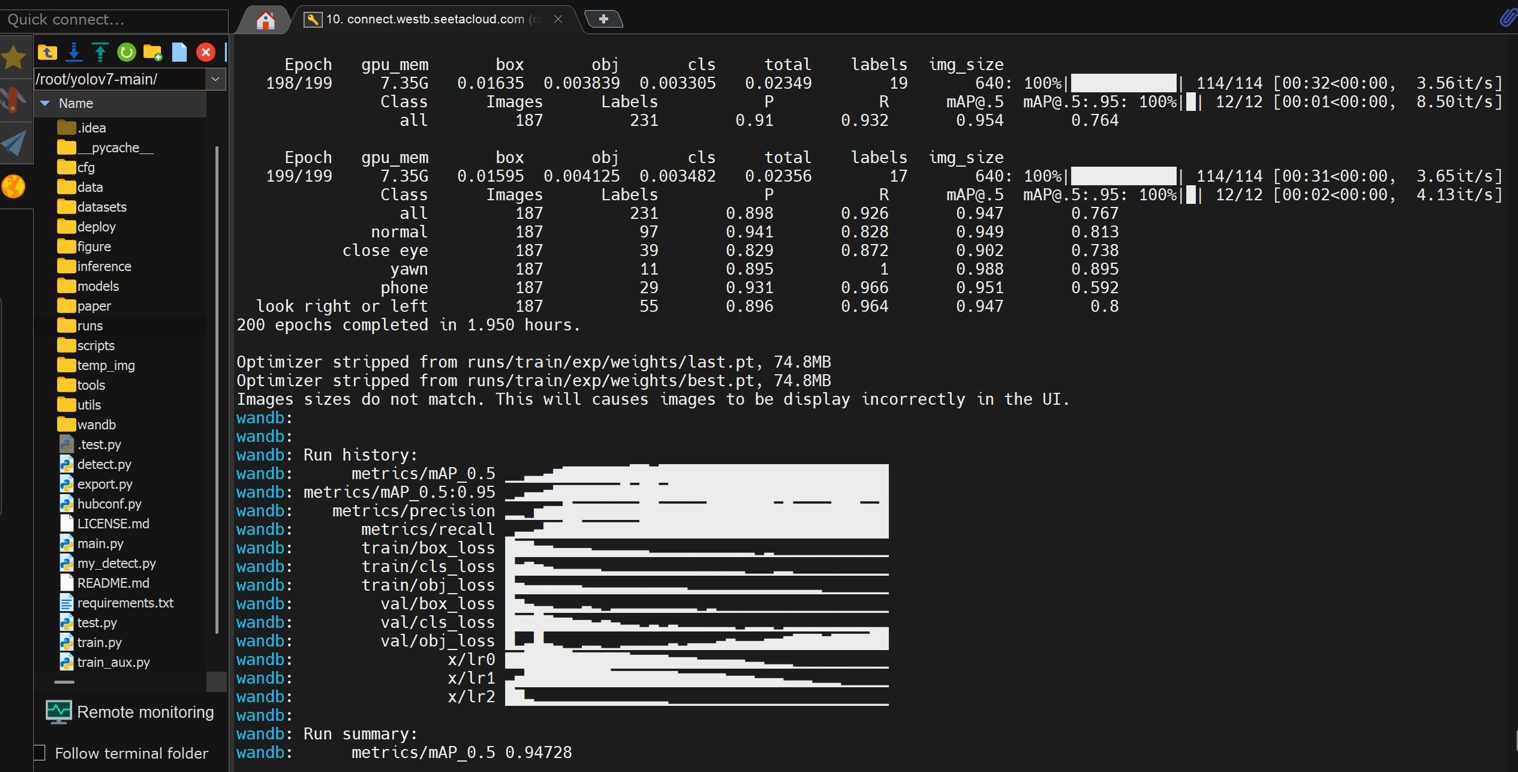 Quick connect...
10. connect.westb.seetacloud.com (ro
/root/yolov7-main/
Name
.idea
__pycache__
cfg
data
datasets
deploy
figure
inference
models
paper
runs
scripts
temp_img
tools
utils
wandb
.test.py
detect.py
export.py
hubconf.py
LICENSE.md
main.py
my_detect.py
README.md
requirements.txt
test.py
train.py
train_aux.py
Remote monitoring
Follow terminal folder
Epoch gpu_mem box obj cls total labels img_size
198/199 7.35G 0.01635 0.003839 0.003305 0.02349 19 640: 100%| | 114/114 [00:32<00:00, 3.56it/s]
Class Images Labels P R mAP@.5 mAP@.5:.95: 100%| | 12/12 [00:01<00:00, 8.50it/s]
all 187 231 0.91 0.932 0.954 0.764
Epoch gpu_mem box obj cls total labels img_size
199/199 7.35G 0.01595 0.004125 0.003482 0.02356 17 640: 100%| | 114/114 [00:31<00:00, 3.65it/s]
Class Images Labels P R mAP@.5 mAP@.5:.95: 100%| | 12/12 [00:02<00:00, 4.13it/s]
all 187 231 0.898 0.926 0.947 0.767
normal 187 97 0.941 0.828 0.949 0.813
close eye 187 39 0.829 0.872 0.902 0.738
yawn 187 11 0.895 1 0.988 0.895
phone 187 29 0.931 0.966 0.951 0.592
look right or left 187 55 0.896 0.964 0.947 0.8
200 epochs completed in 1.950 hours.
Optimizer stripped from runs/train/exp/weights/last.pt, 74.8MB
Optimizer stripped from runs/train/exp/weights/best.pt, 74.8MB
Images sizes do not match. This will causes images to be display incorrectly in the UI.
wandb:
wandb:
wandb: Run history:
wandb: metrics/mAP_0.5
wandb: metrics/mAP_0.5:0.95
wandb: metrics/precision
wandb: metrics/recall
wandb: train/box_loss
wandb: train/cls_loss
wandb: train/obj_loss
wandb: val/box_loss
wandb: val/cls_loss
wandb: val/obj_loss
wandb: x/lr0
wandb: x/lr1
wandb: x/lr2
wandb:
wandb: Run summary:
wandb: metrics/mAP_0.5 0.94728